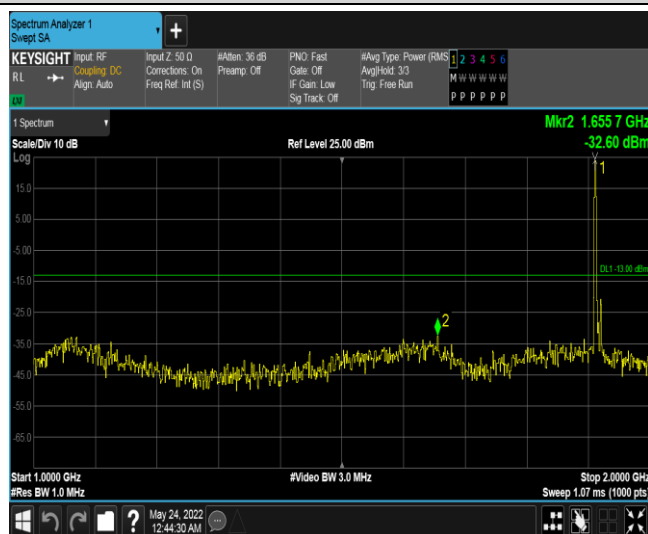 Spectrum Analyzer 1
Swept SA
+
KEYSIGHT Input: RF Input Z: 50 Ω #Atten: 36 dB PNO: Fast #Avg Type: Power (RMS 1 2 3 4 5 6
RL Coupling: DC Corrections: On Preamp: Off Gate: Off Avg|Hold: 3/3 M W W W W W
Align: Auto Freq Ref: Int (S) IF Gain: Low Trig: Free Run
Sig Track: Off P P P P P P
LXI
1 Spectrum Mkr2 1.655 7 GHz
Scale/Div 10 dB Ref Level 25.00 dBm -32.60 dBm
Log
1
15.0
5.00
-5.00
DL1 -13.00 dBm
-15.0
-25.0
2
-35.0
-45.0
-55.0
-65.0
Start 1.0000 GHz #Video BW 3.0 MHz Stop 2.0000 GHz
#Res BW 1.0 MHz Sweep 1.07 ms (1000 pts)
? May 24, 2022
12:44:30 AM